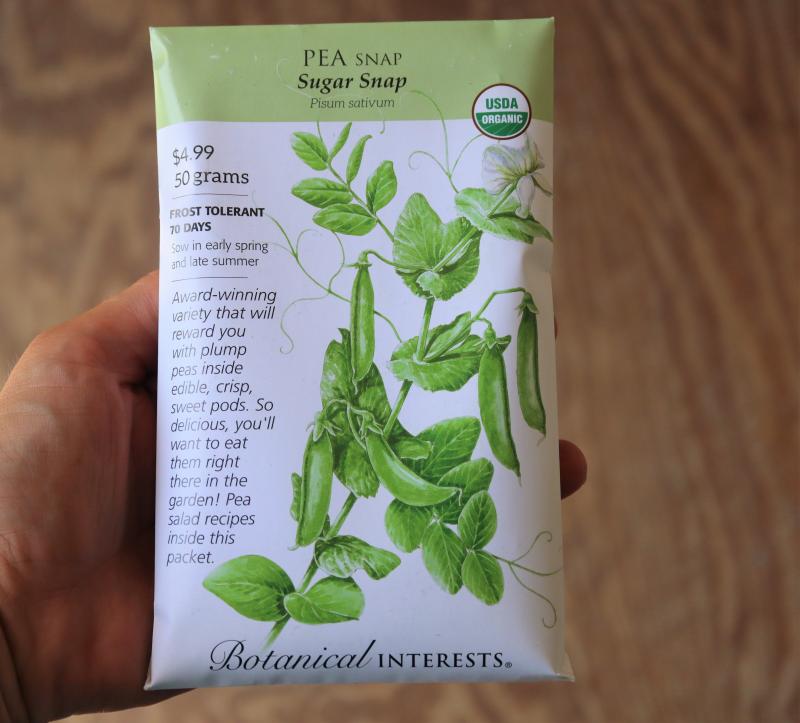 PEA SNAP
Sugar Snap
Pisum sativum
USDA
ORGANIC
$4.99
50 grams
FROST TOLERANT
70 DAYS
Sow in early spring
and late summer
Award-winning
variety that will
reward you
with plump
peas inside
edible, crisp,
sweet pods. So
delicious, you'll
want to eat
them right
there in the
garden! Pea
salad recipes
inside this
packet.
Botanical INTERESTS®